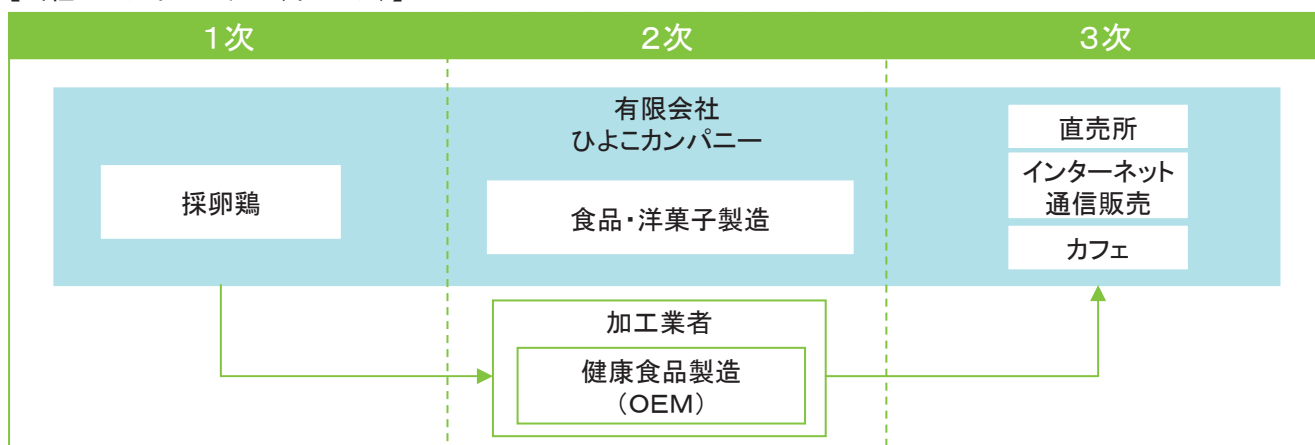 1次
2次
3次
有限会社
ひよこカンパニー
採卵鶏
食品・洋菓子製造
直売所
インターネット
通信販売
カフェ
加工業者
健康食品製造
（OEM）